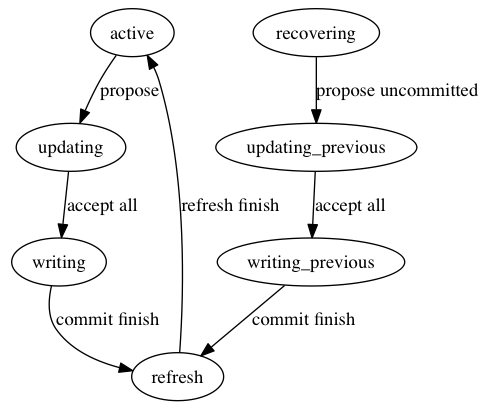 active
recovering
propose
propose uncommitted
updating
updating_previous
accept all
refresh finish
accept all
writing
writing_previous
commit finish
commit finish
refresh